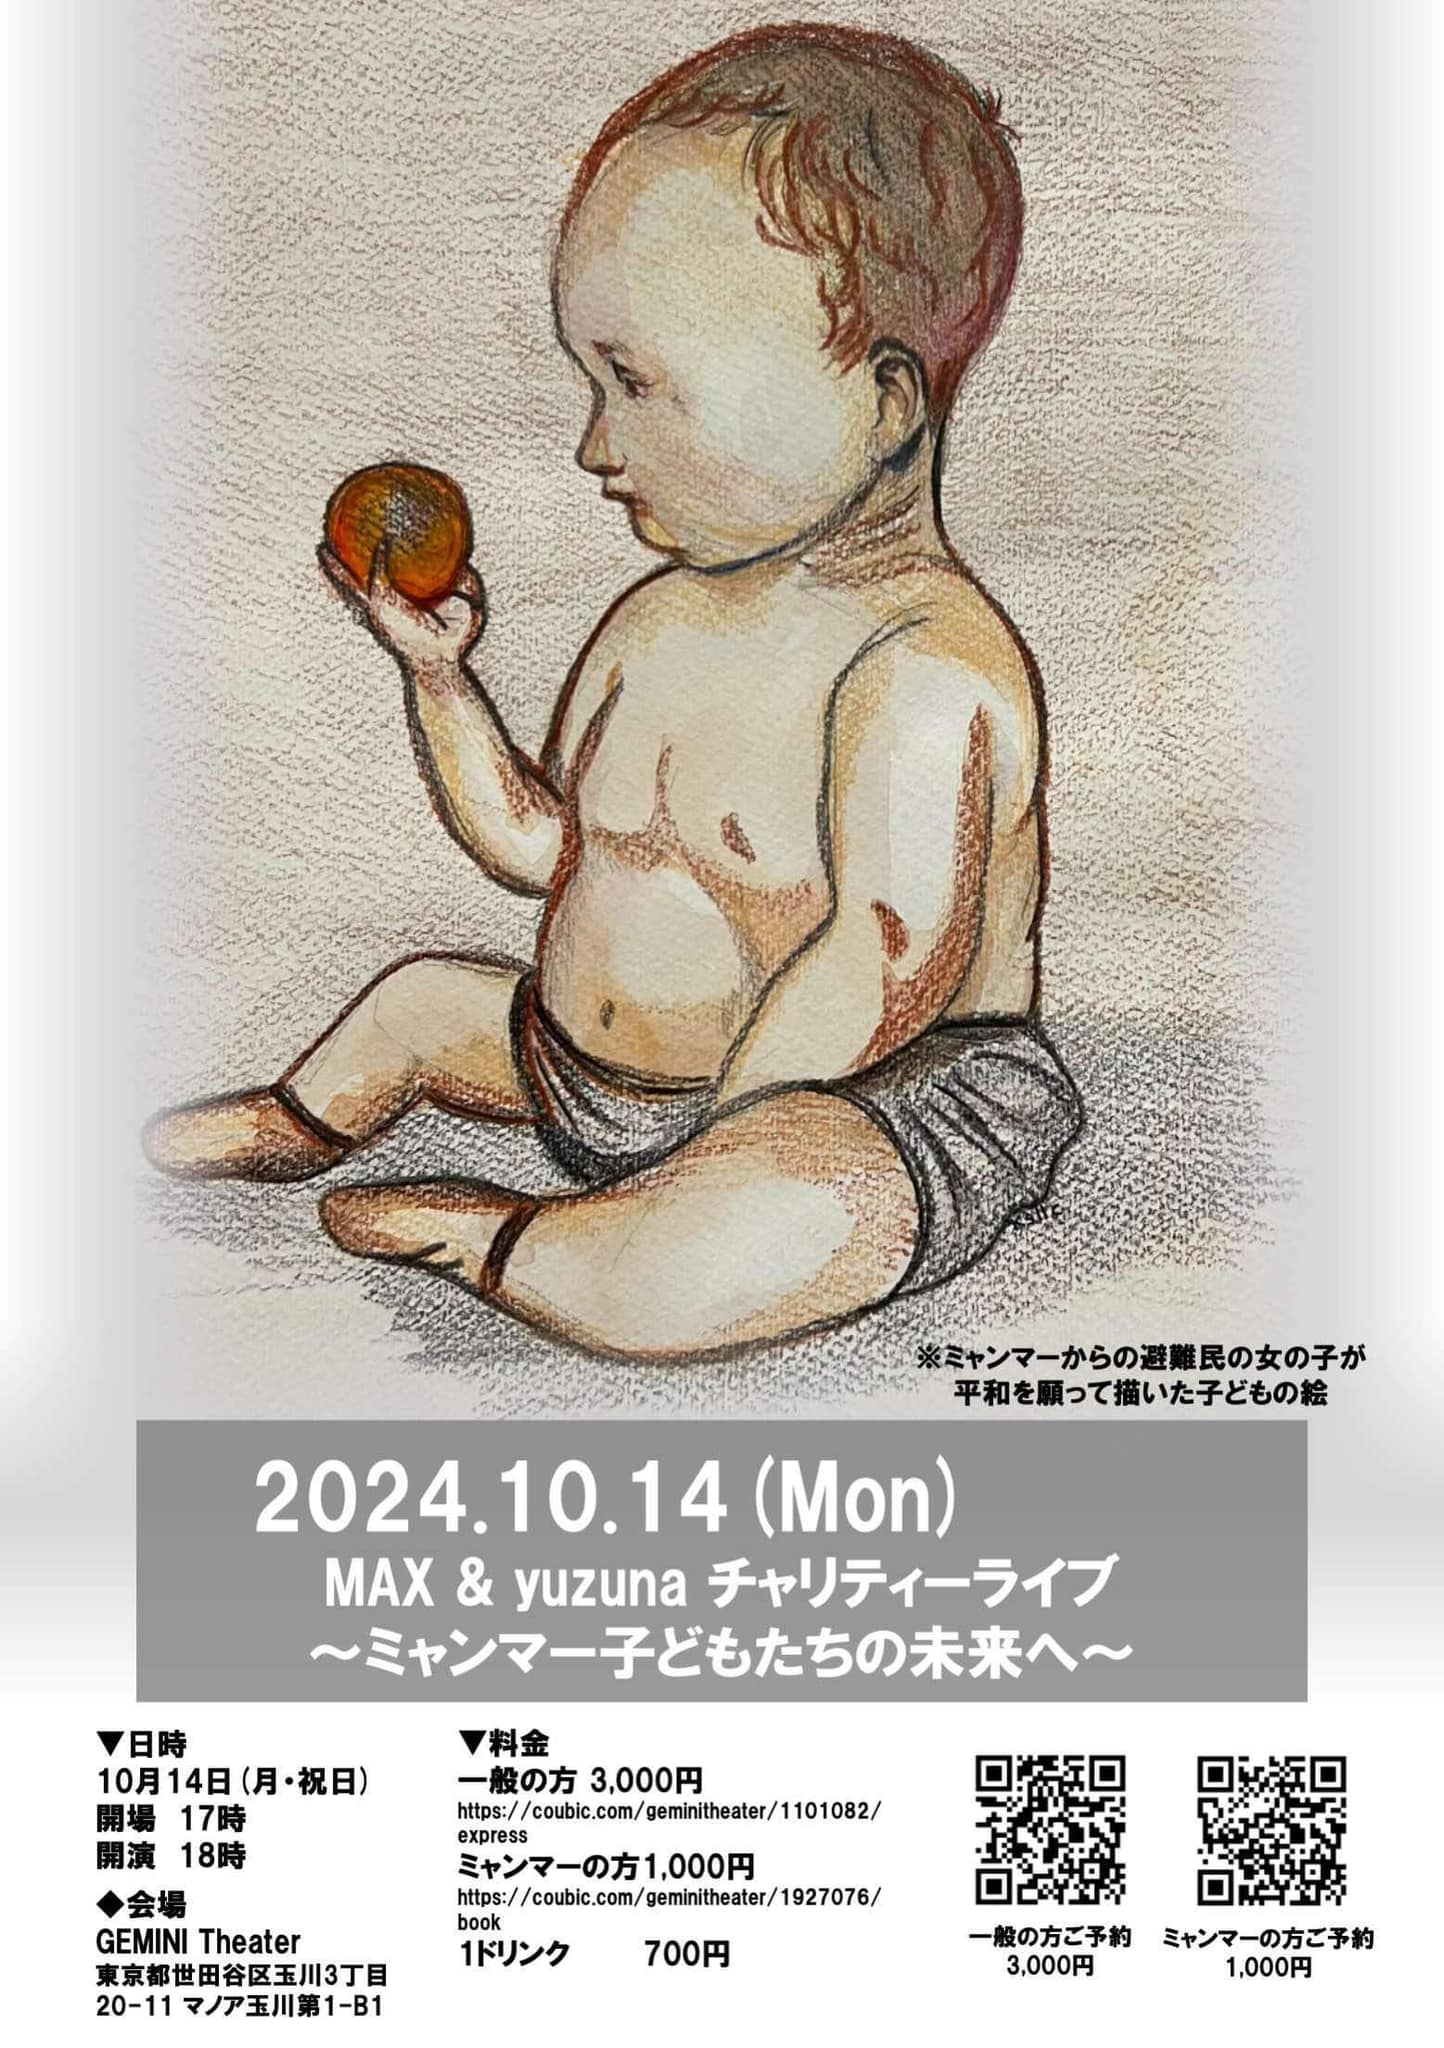 ※ミャンマーからの避難民の女の子が
平和を願って描いた子どもの絵
2024.10.14(Mon)
MAX & yuzuna チャリティーライブ
～ミャンマー子どもたちの未来へ～
▼日時
10月14日(月・祝日)
開場 17時
開演 18時
◆会場
GEMINI Theater
東京都世田谷区玉川3丁目
20-11 マノア玉川第1-B1
▼料金
一般の方 3,000円
https://coubic.com/geminitheater/1101082/
express
ミャンマーの方1,000円
https://coubic.com/geminitheater/1927076/
book
1ドリンク 700円
一般の方ご予約
3,000円
ミャンマーの方ご予約
1,000円